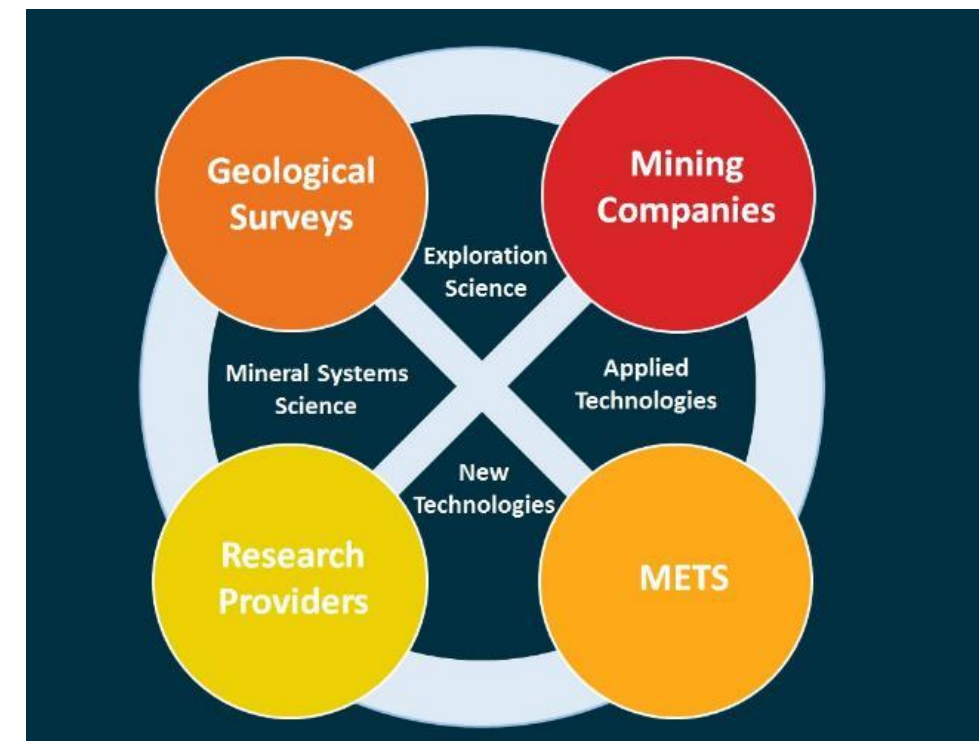 Geological
Surveys
Mining
Companies
Exploration
Science
Mineral Systems
Science
Applied
Technologies
New
Technologies
Research
Providers
METS